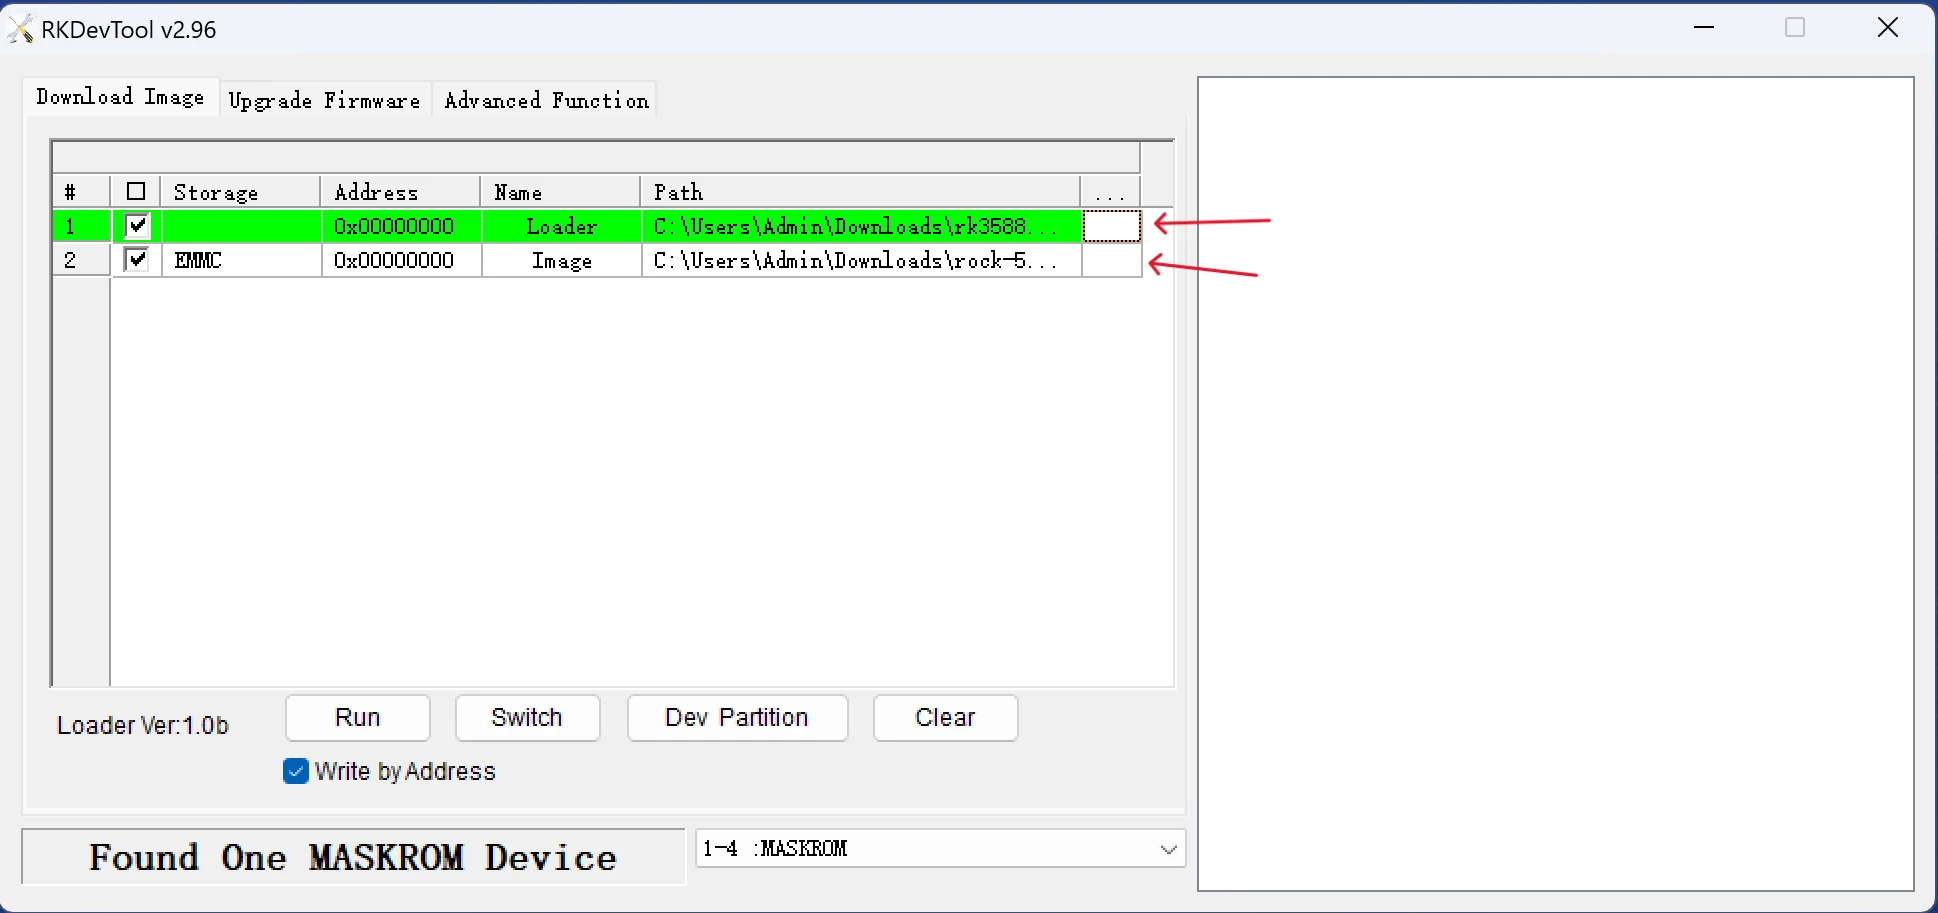 RKDevTool v2.96
Download Image Upgrade Firmware Advanced Function
# Storage Address Name Path ...
1 0x00000000 Loader C:\Users\Admin\Downloads\rk3588...
2 EMMC 0x00000000 Image C:\Users\Admin\Downloads\rock-5...
Loader Ver:1.0b Run Switch Dev Partition Clear
Write by Address
Found One MASKROM Device 1-4 :MASKROM